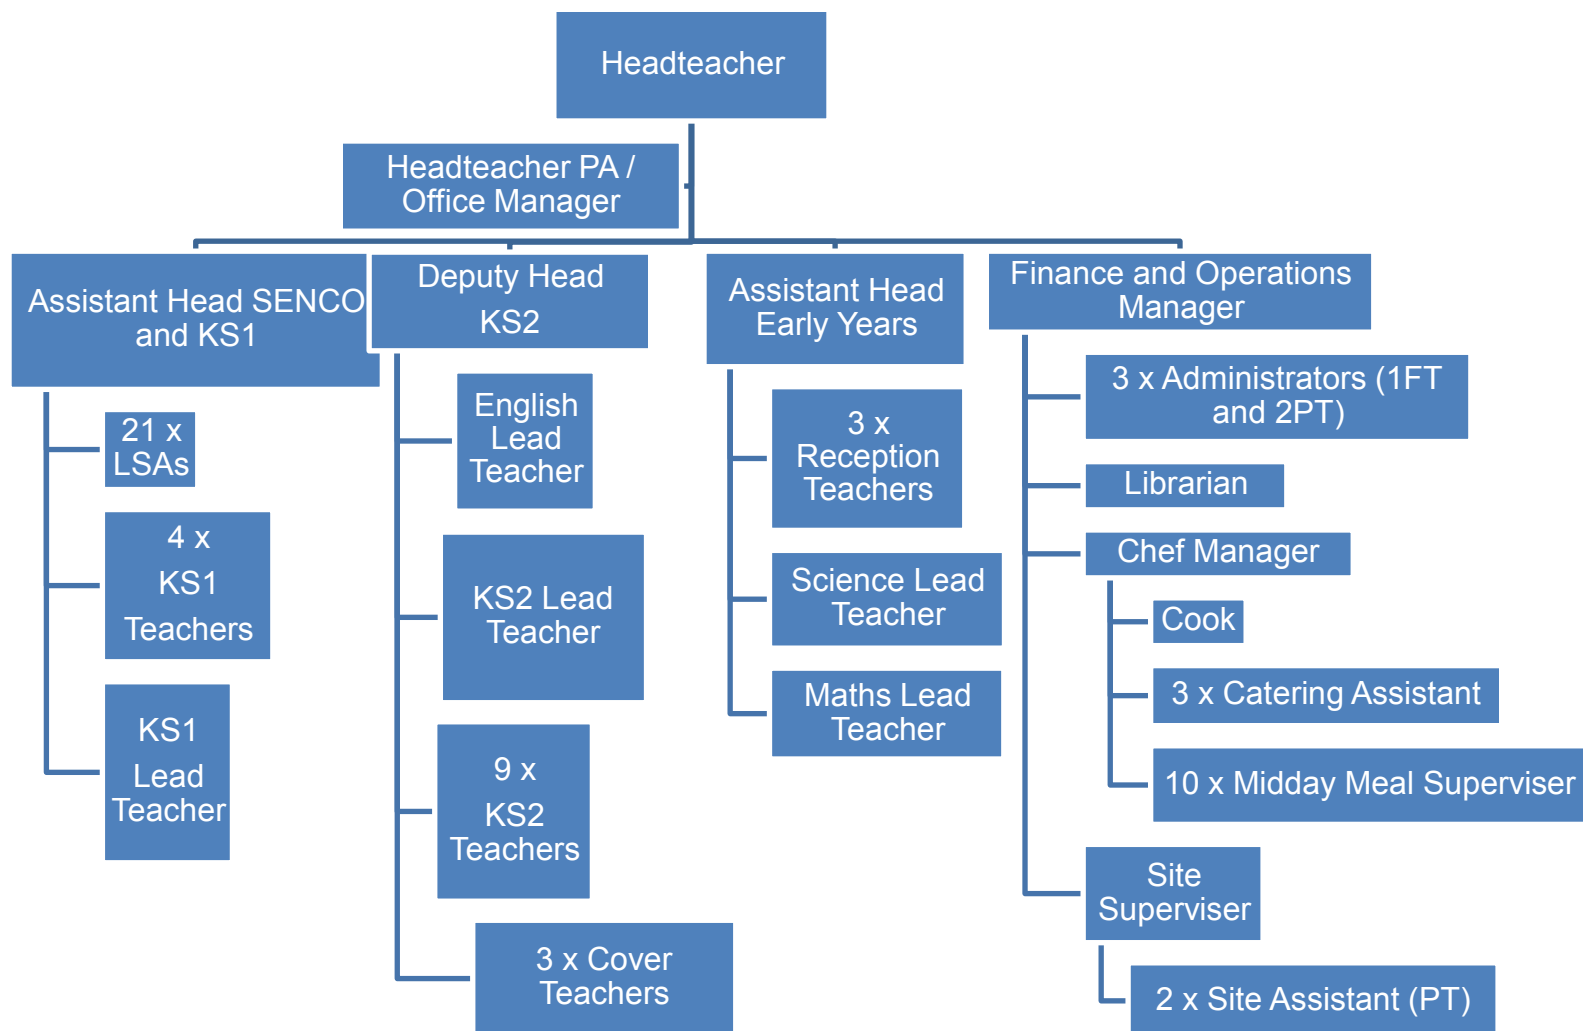 Headteacher
Headteacher PA /
Office Manager
Assistant Head SENCO
and KS1
21 x
LSAs
4 x
KS1
Teachers
KS1
Lead
Teacher
Deputy Head
KS2
English
Lead
Teacher
KS2 Lead
Teacher
9 x
KS2
Teachers
3 x Cover
Teachers
Assistant Head
Early Years
3 x
Reception
Teachers
Science Lead
Teacher
Maths Lead
Teacher
Finance and Operations
Manager
3 x Administrators (1FT
and 2PT)
Librarian
Chef Manager
Cook
3 x Catering Assistant
10 x Midday Meal Superviser
Site
Superviser
2 x Site Assistant (PT)